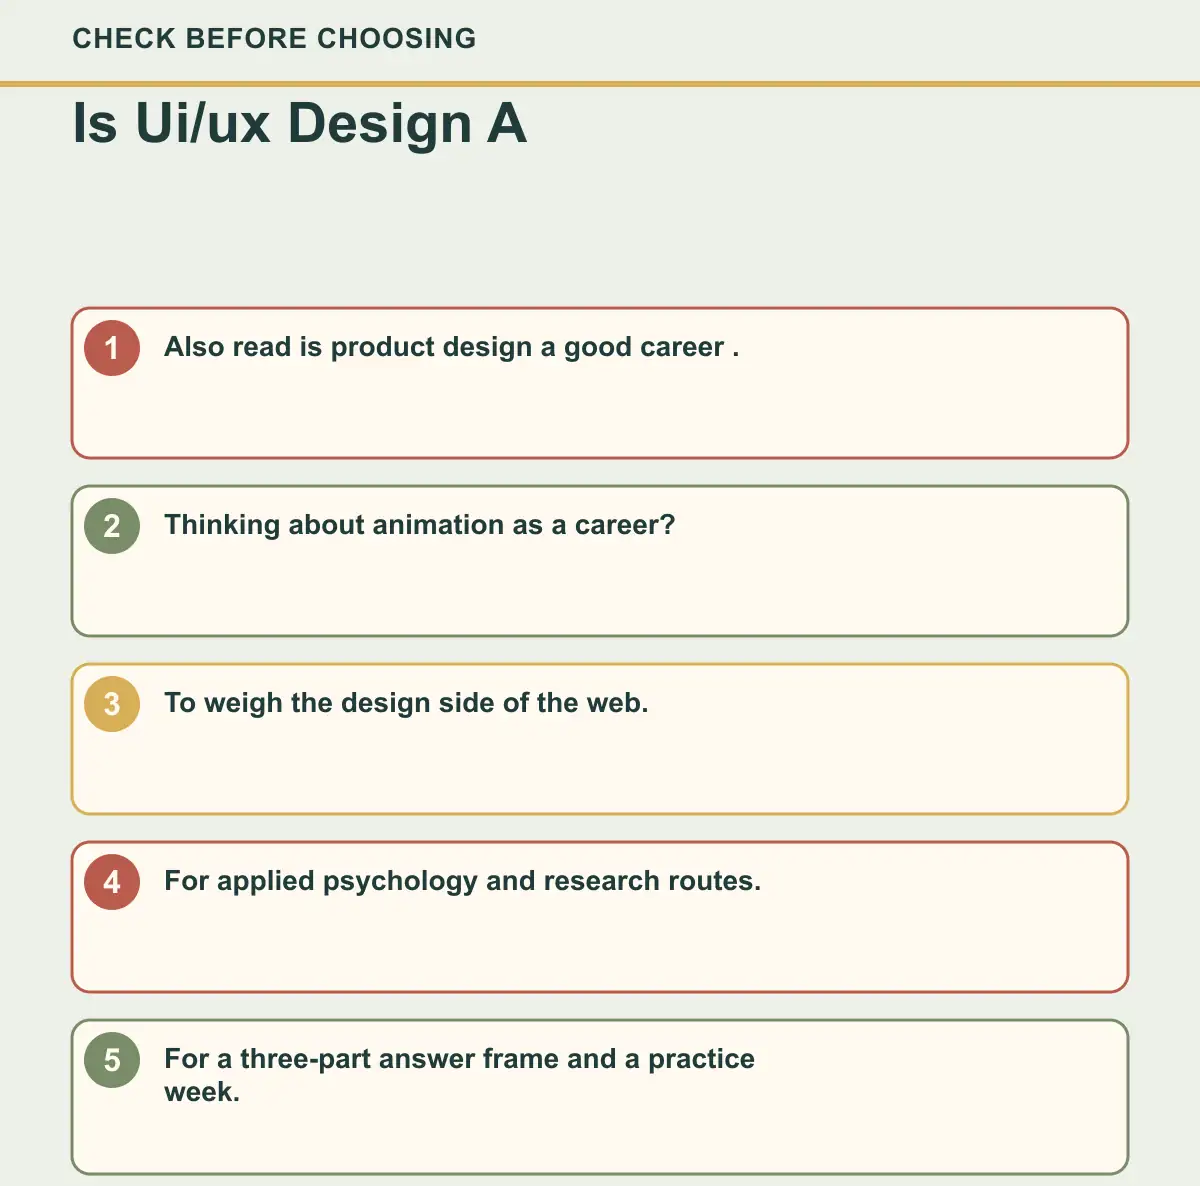 CHECK BEFORE CHOOSING
Is Ui/ux Design A
1
Also read is product design a good career .
2
Thinking about animation as a career?
3
To weigh the design side of the web.
4
For applied psychology and research routes.
5
For a three-part answer frame and a practice
week.